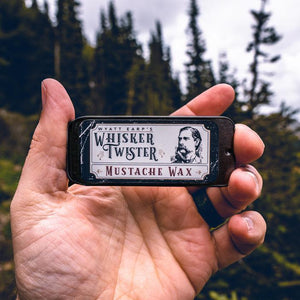 WYATT EARP'S
WHISKER
TWISTER
MUSTACHE WAX